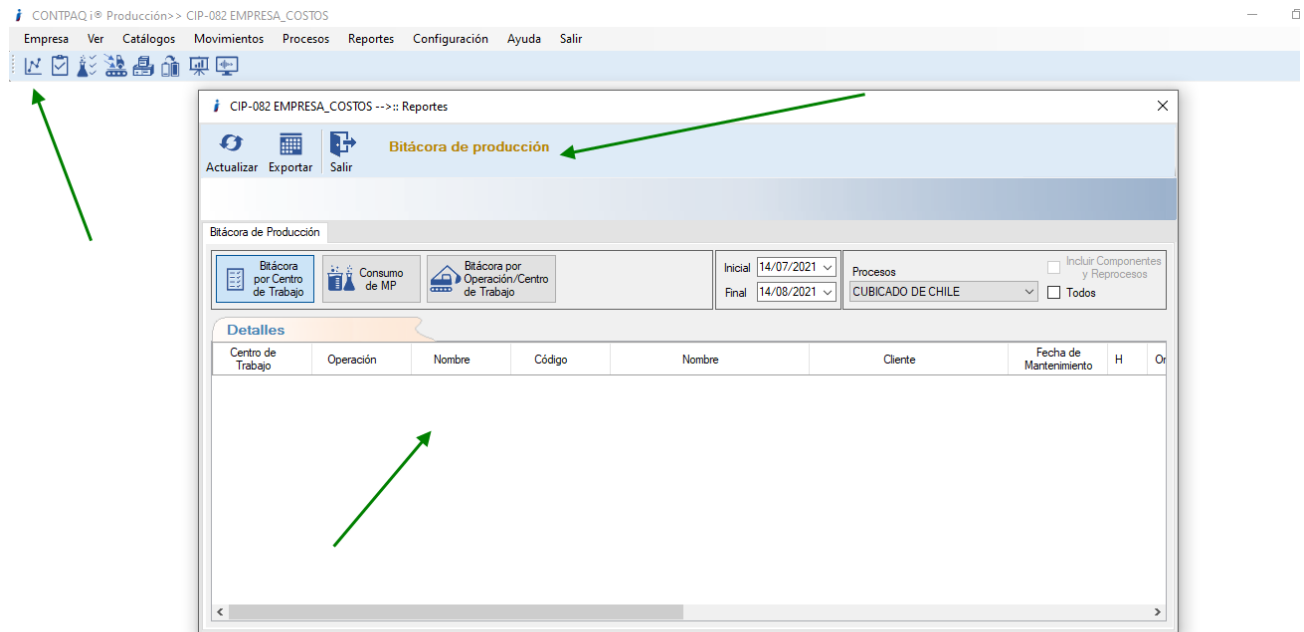 CONTPAQ i® Producción>> CIP-082 EMPRESA_COSTOS
Empresa Ver Catálogos Movimientos Procesos Reportes Configuración Ayuda Salir
CIP-082 EMPRESA_COSTOS -->:: Reportes
Actualizar Exportar Salir
Bitácora de producción
Bitácora de Producción
Bitácora
por Centro
de Trabajo
Consumo
de MP
Bitácora por
Operación/Centro
de Trabajo
Inicial 14/07/2021
Final 14/08/2021
Procesos
CUBICADO DE CHILE
Incluir Componentes
y Reprocesos
Todos
Detalles
Centro de
Trabajo
Operación
Nombre
Código
Nombre
Cliente
Fecha de
Mantenimiento
H
Or